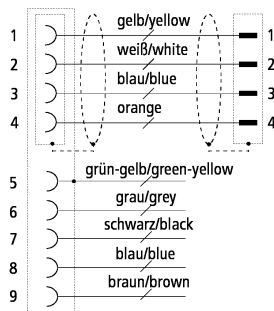 1 gelb/yellow 1
2 weiß/white 2
3 blau/blue 3
4 orange 4
5 grün-gelb/green-yellow
6 grau/grey
7 schwarz/black
8 blau/blue
9 braun/brown